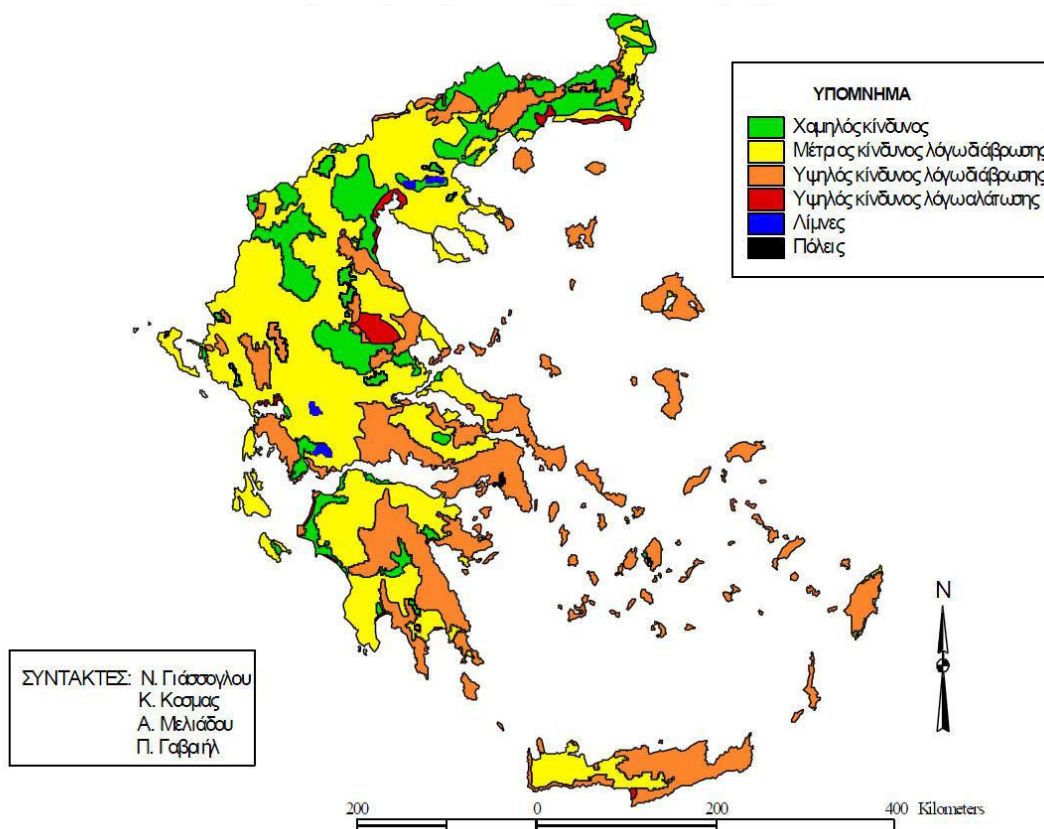 ΥΠΟΜΝΗΜΑ
Χαμηλός κίνδυνος
Μέτριος κίνδυνος λόγω διάβρωσης
Υψηλός κίνδυνος λόγω διάβρωσης
Υψηλός κίνδυνος λόγω αλάτωσης
Λίμνες
Πόλεις
N
ΣΥΝΤΑΚΤΕΣ: Ν. Γιάσσογλου
Κ. Κοσμας
Α. Μελιάδου
Π. Γαβριήλ
200 0 200 400 Kilometers